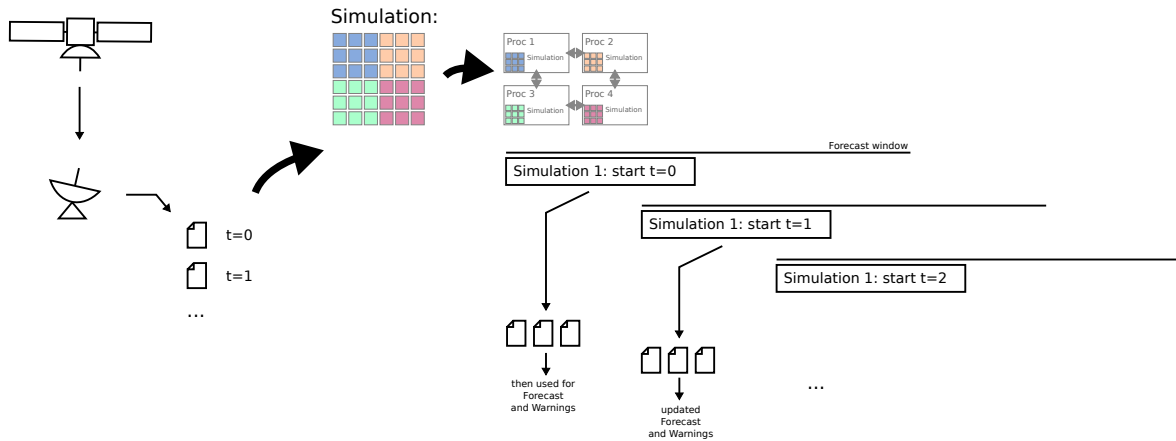 Simulation:
Proc 1
Simulation
Proc 2
Simulation
Proc 3
Simulation
Proc 4
Simulation
Forecast window
Simulation 1: start t=0
Simulation 1: start t=1
Simulation 1: start t=2
t=0
t=1
...
then used for
Forecast
and Warnings
updated
Forecast
and Warnings
...